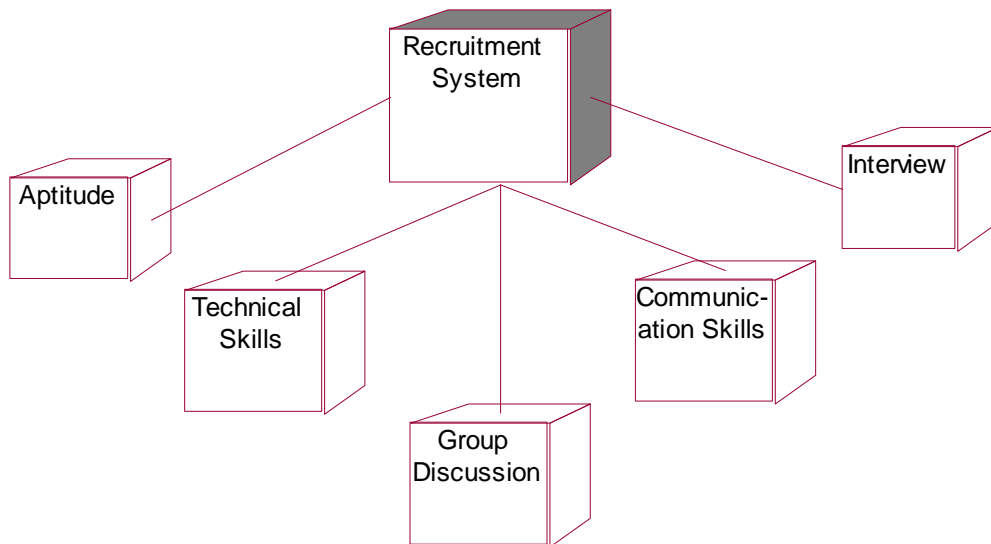 Recruitment
System
Aptitude
Interview
Technical
Skills
Communic-
ation Skills
Group
Discussion